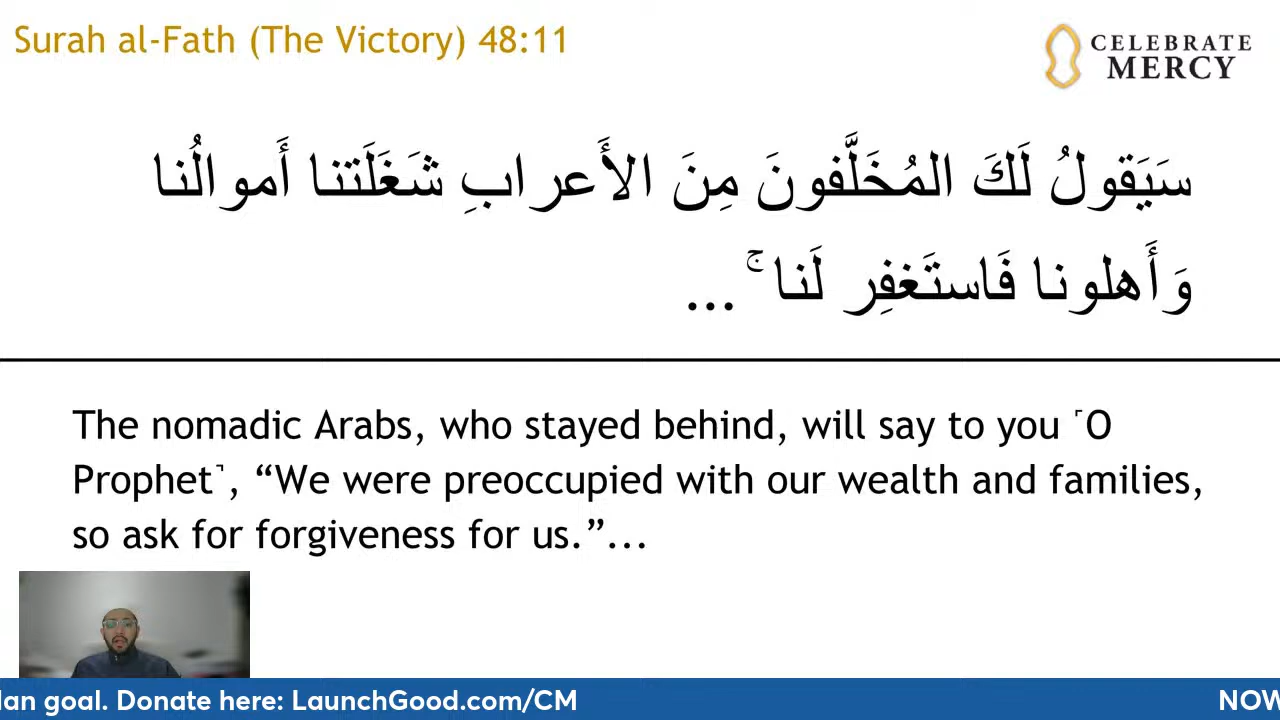 Surah al-Fath (The Victory) 48:11
CELEBRATE
MERCY
سَيَقولُ لَكَ المُخَلَّفونَ مِنَ الأَعرابِ شَغَلَتنا أَموالُنا
وَأَهلونا فَاستَغفِر لَنا ۚ ...
The nomadic Arabs, who stayed behind, will say to you ˹O
Prophet˺, “We were preoccupied with our wealth and families,
so ask for forgiveness for us.”...
goal. Donate here: LaunchGood.com/CM